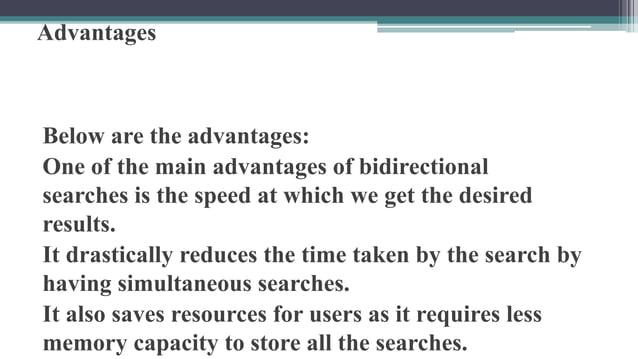 Advantages
Below are the advantages:
One of the main advantages of bidirectional
searches is the speed at which we get the desired
results.
It drastically reduces the time taken by the search by
having simultaneous searches.
It also saves resources for users as it requires less
memory capacity to store all the searches.